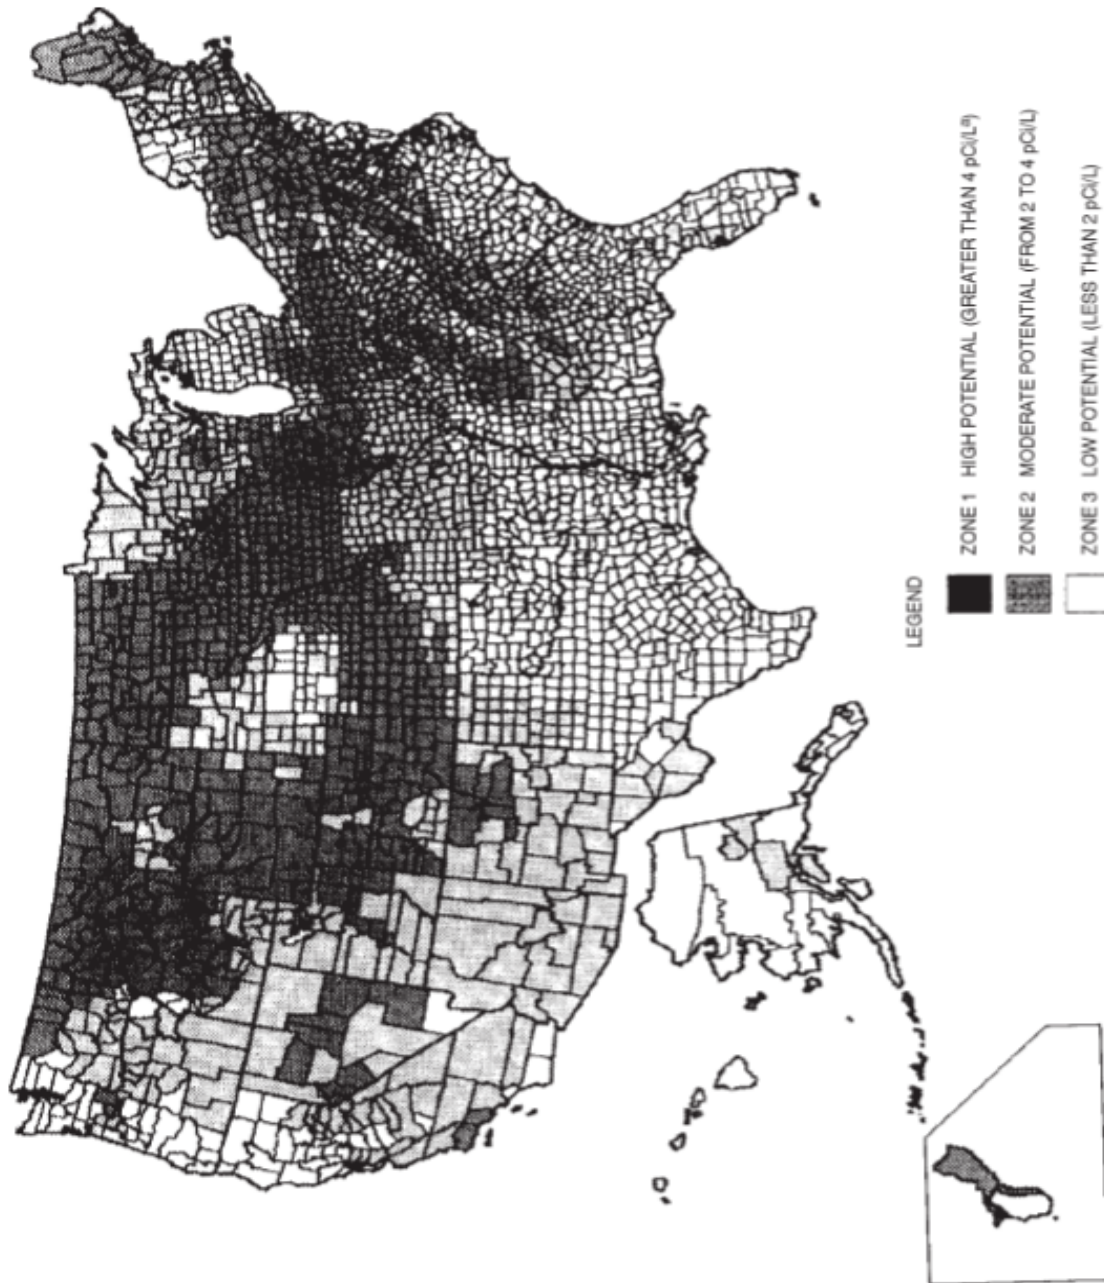 LEGEND
ZONE 1 HIGH POTENTIAL (GREATER THAN 4 pCi/Lª)
ZONE 2 MODERATE POTENTIAL (FROM 2 TO 4 pCi/L)
ZONE 3 LOW POTENTIAL (LESS THAN 2 pCi/L)